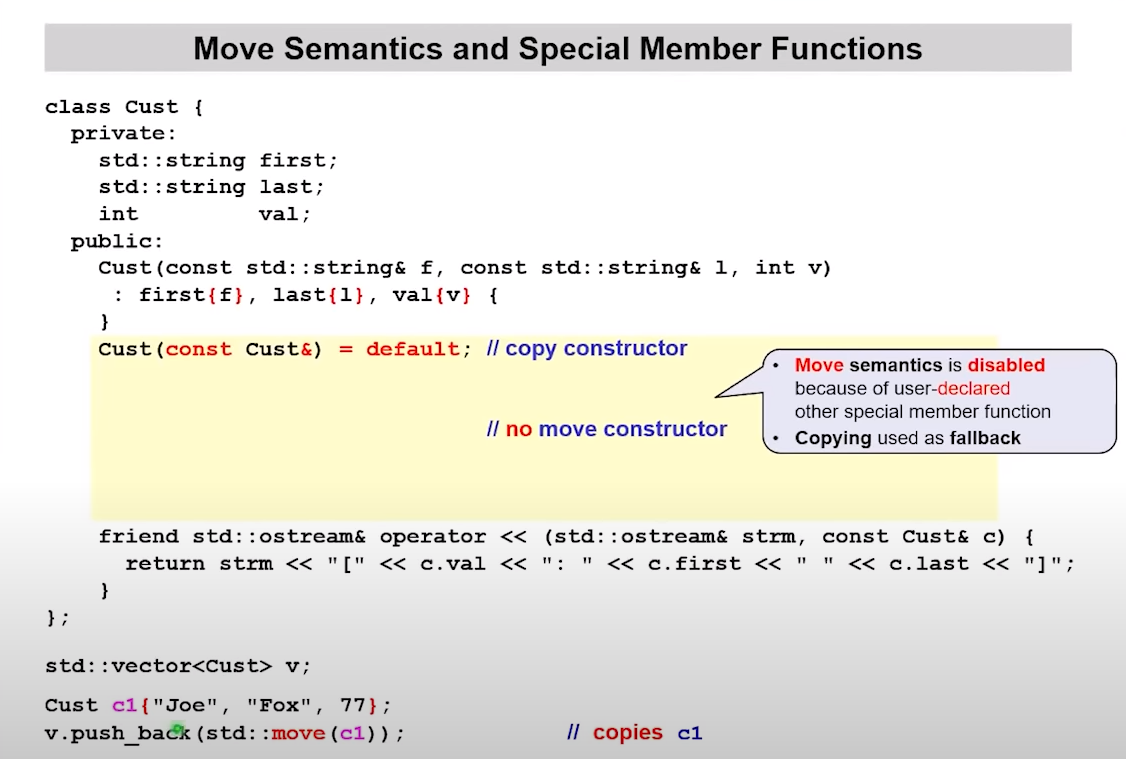 Move Semantics and Special Member Functions
class Cust {
  private:
    std::string first;
    std::string last;
    int         val;
  public:
    Cust(const std::string& f, const std::string& l, int v)
     : first{f}, last{l}, val{v} {
    }
    Cust(const Cust&) = default; // copy constructor
• Move semantics is disabled
because of user-declared
other special member function
• Copying used as fallback
// no move constructor
    friend std::ostream& operator << (std::ostream& strm, const Cust& c) {
      return strm << "[" << c.val << ": " << c.first << " " << c.last << "]";
    }
};
std::vector<Cust> v;
Cust c1{"Joe", "Fox", 77};
v.push_back(std::move(c1));            // copies c1